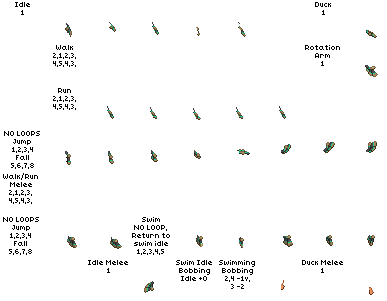 Idle
1
Duck
1
Walk
2,1,2,3,
4,5,4,3,
Rotation
Arm
1
Run
2,1,2,3,
4,5,4,3,
NO LOOPS
Jump
1,2,3,4
Fall
5,6,7,8
Walk/Run
Melee
2,1,2,3,
4,5,4,3,
NO LOOPS
Jump
1,2,3,4
Fall
5,6,7,8
Swim
NO LOOP,
Return to
swim idle
1,2,3,4,5
Idle Melee
1
Swim Idle
Bobbing
Idle +0
Swimming
Bobbing
2,4 -1v,
3 -2
Duck Melee
1